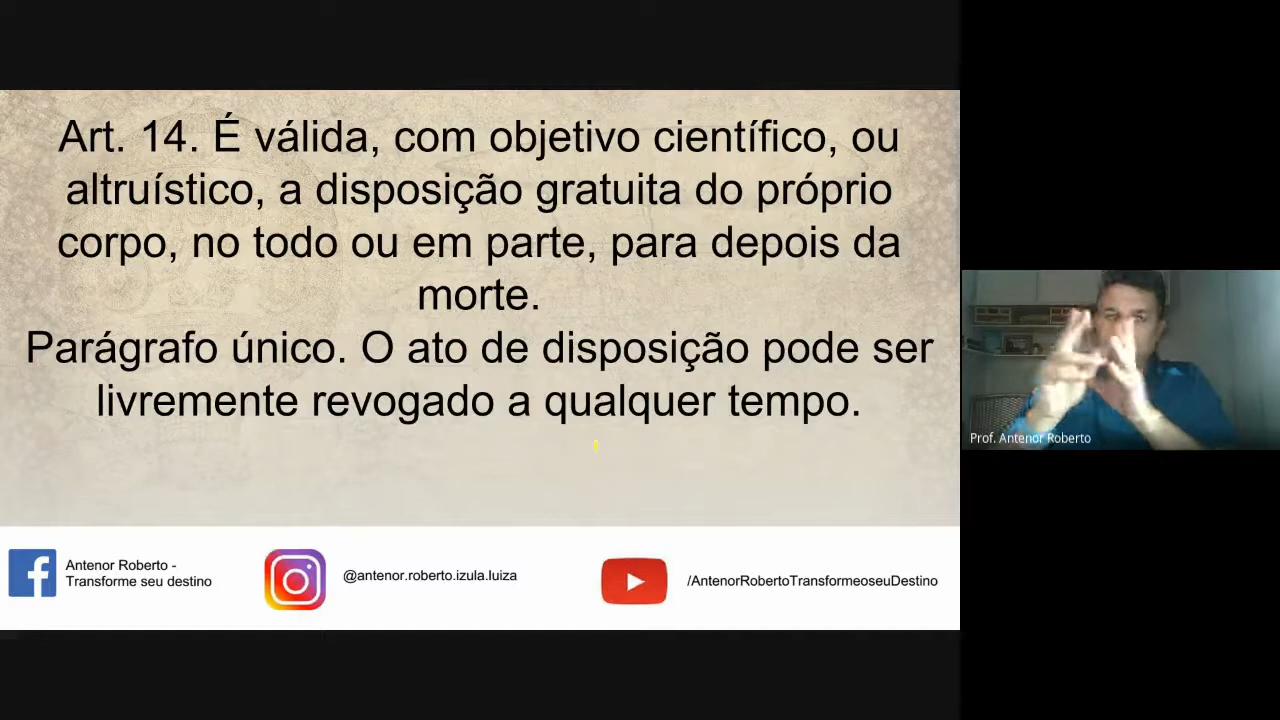 Art. 14. É válida, com objetivo científico, ou
altruístico, a disposição gratuita do próprio
corpo, no todo ou em parte, para depois da
morte.
Parágrafo único. O ato de disposição pode ser
livremente revogado a qualquer tempo.
Prof. Antenor Roberto
Antenor Roberto -
Transforme seu destino
@antenor.roberto.izula.luiza
/AntenorRobertoTransformeoseuDestino